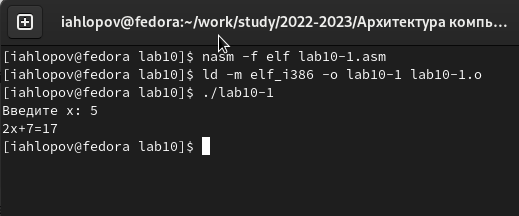 iahlopov@fedora:~/work/study/2022-2023/Архитектура компь…
[iahlopov@fedora lab10]$ nasm -f elf lab10-1.asm
[iahlopov@fedora lab10]$ ld -m elf_i386 -o lab10-1 lab10-1.o
[iahlopov@fedora lab10]$ ./lab10-1
Введите x: 5
2x+7=17
[iahlopov@fedora lab10]$